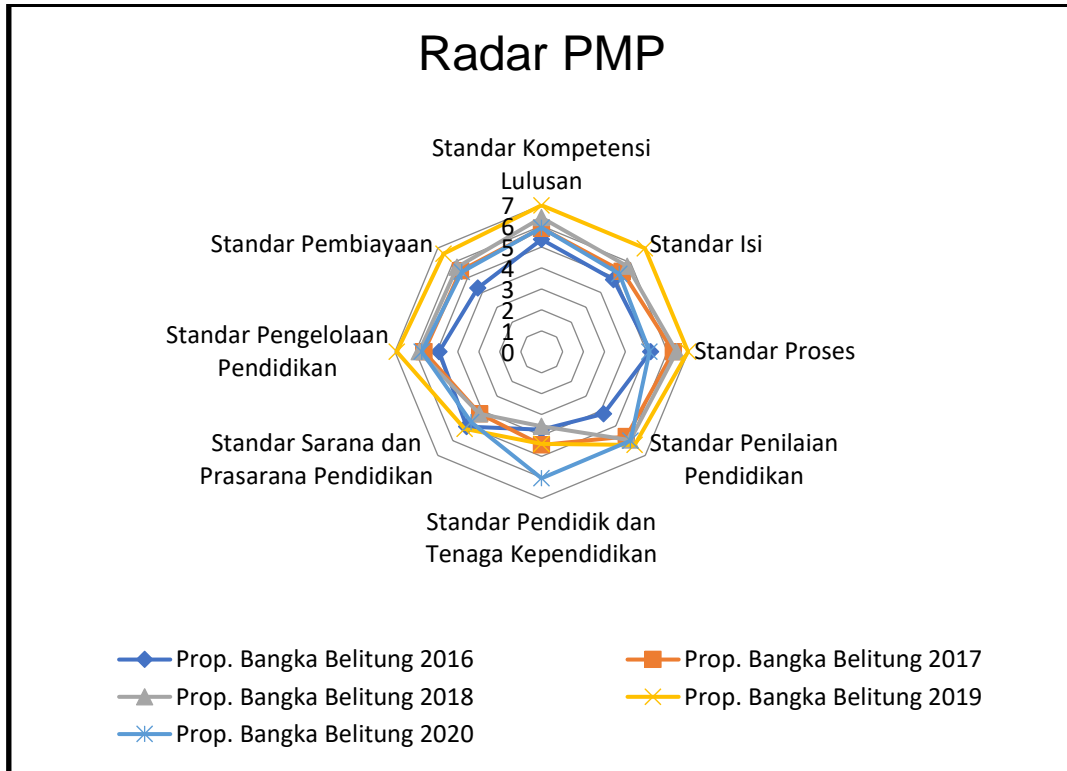 Radar PMP
Standar Kompetensi
Lulusan
Standar Isi
Standar Proses
Standar Penilaian
Pendidikan
Standar Pendidik dan
Tenaga Kependidikan
Standar Sarana dan
Prasarana Pendidikan
Standar Pengelolaan
Pendidikan
Standar Pembiayaan
7
6
5
4
3
2
1
0
Prop. Bangka Belitung 2016
Prop. Bangka Belitung 2017
Prop. Bangka Belitung 2018
Prop. Bangka Belitung 2019
Prop. Bangka Belitung 2020